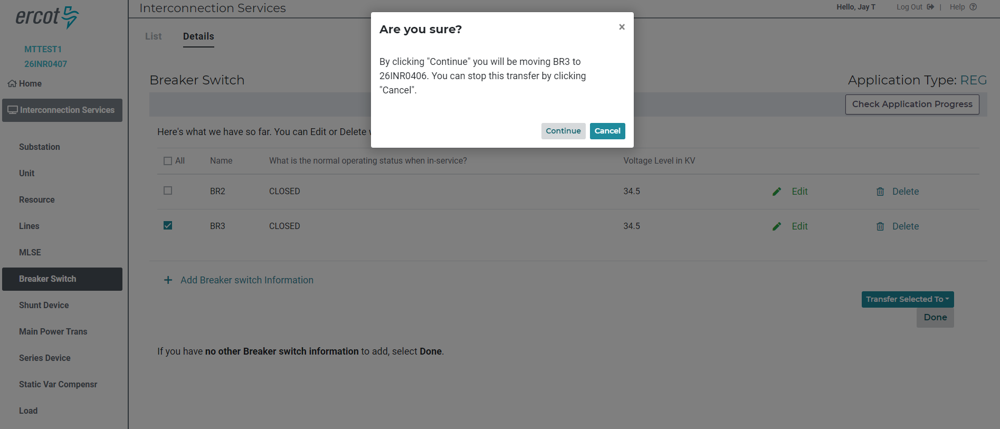 ercot
Interconnection Services
Hello, Jay T
Log Out
|
Help
MTTEST1
26INR0407
Home
Interconnection Services
Substation
Unit
Resource
Lines
MLSE
Breaker Switch
Shunt Device
Main Power Trans
Series Device
Static Var Compensr
Load
List
Details
Breaker Switch
Application Type: REG
Check Application Progress
Here's what we have so far. You can Edit or Delete
All
Name
What is the normal operating status when in-service?
Voltage Level in KV
BR2
CLOSED
34.5
Edit
Delete
BR3
CLOSED
34.5
Edit
Delete
+ Add Breaker switch Information
Transfer Selected To
Done
If you have no other Breaker switch information to add, select Done.
Are you sure?
×
By clicking "Continue" you will be moving BR3 to
26INR0406. You can stop this transfer by clicking
"Cancel".
Continue
Cancel